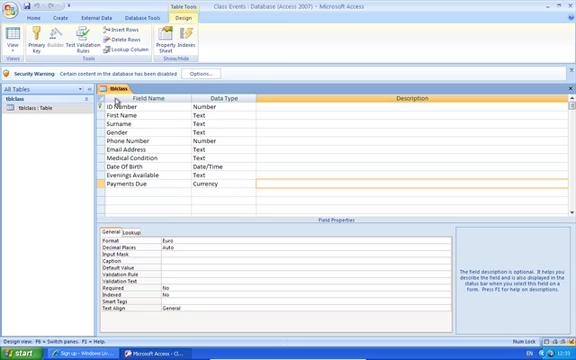 Table Tools
Class Events : Database (Access 2007) - Microsoft Access
Home Create External Data Database Tools Design
View
Primary Key
Builder
Test Validation Rules
Insert Rows
Delete Rows
Lookup Column
Property Sheet
Indexes
Views Tools Show/Hide
Security Warning Certain content in the database has been disabled Options...
All Tables
tblclass
tblclass : Table
tblclass
Field Name Data Type Description
ID Number Number
First Name Text
Surname Text
Gender Text
Phone Number Number
Email Address Text
Medical Condition Text
Date Of Birth Date/Time
Evenings Available Text
Payments Due Currency
Field Properties
General Lookup
Format Euro
Decimal Places Auto
Input Mask
Caption
Default Value
Validation Rule
Validation Text
Required No
Indexed No
Smart Tags
Text Align General
The field description is optional. It helps you
describe the field and is also displayed in the
status bar when you select this field on a
form. Press F1 for help on descriptions.
Design view. F6 = Switch panes. F1 = Help. Num Lock
start Sign up - Windows Liv... Microsoft Access - Cl... EN 12:33